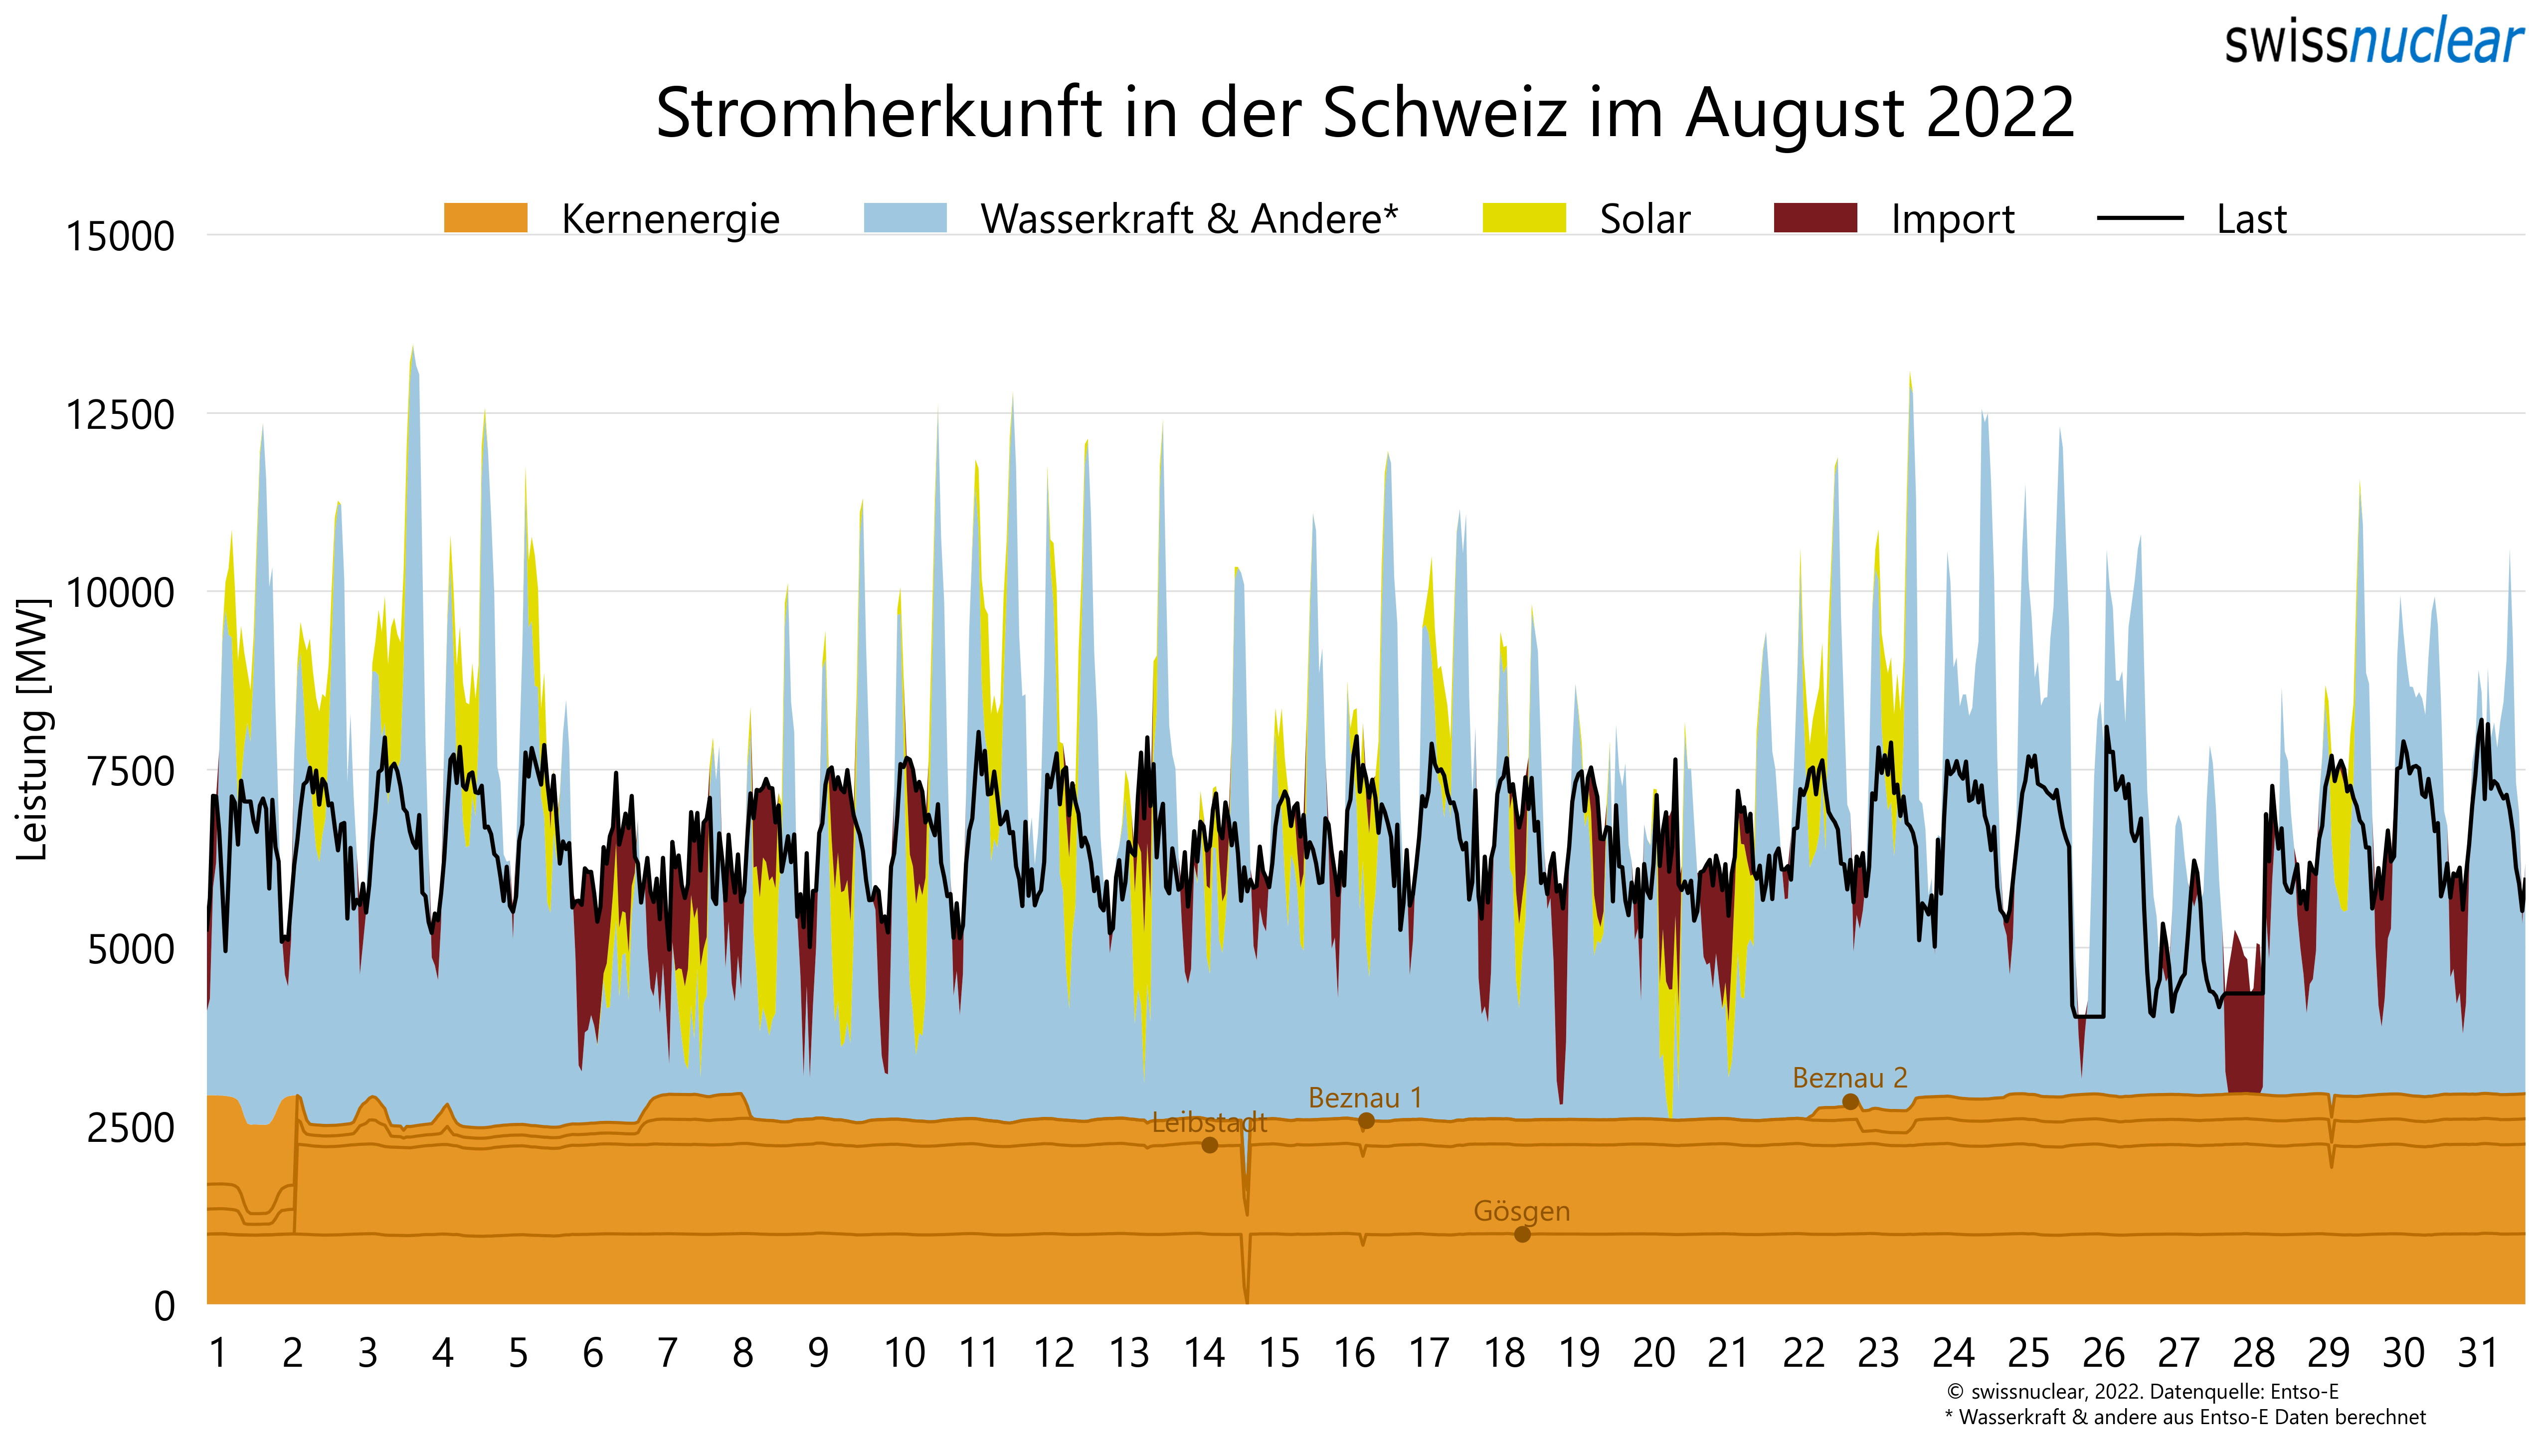 swissnuclear
Stromherkunft in der Schweiz im August 2022
Kernenergie Wasserkraft & Andere* Solar Import Last
15000
12500
10000
7500
5000
2500
0
Leistung [MW]
Beznau 2
Beznau 1
Leibstadt
Gösgen
1 2 3 4 5 6 7 8 9 10 11 12 13 14 15 16 17 18 19 20 21 22 23 24 25 26 27 28 29 30 31
© swissnuclear, 2022. Datenquelle: Entso-E
* Wasserkraft & andere aus Entso-E Daten berechnet